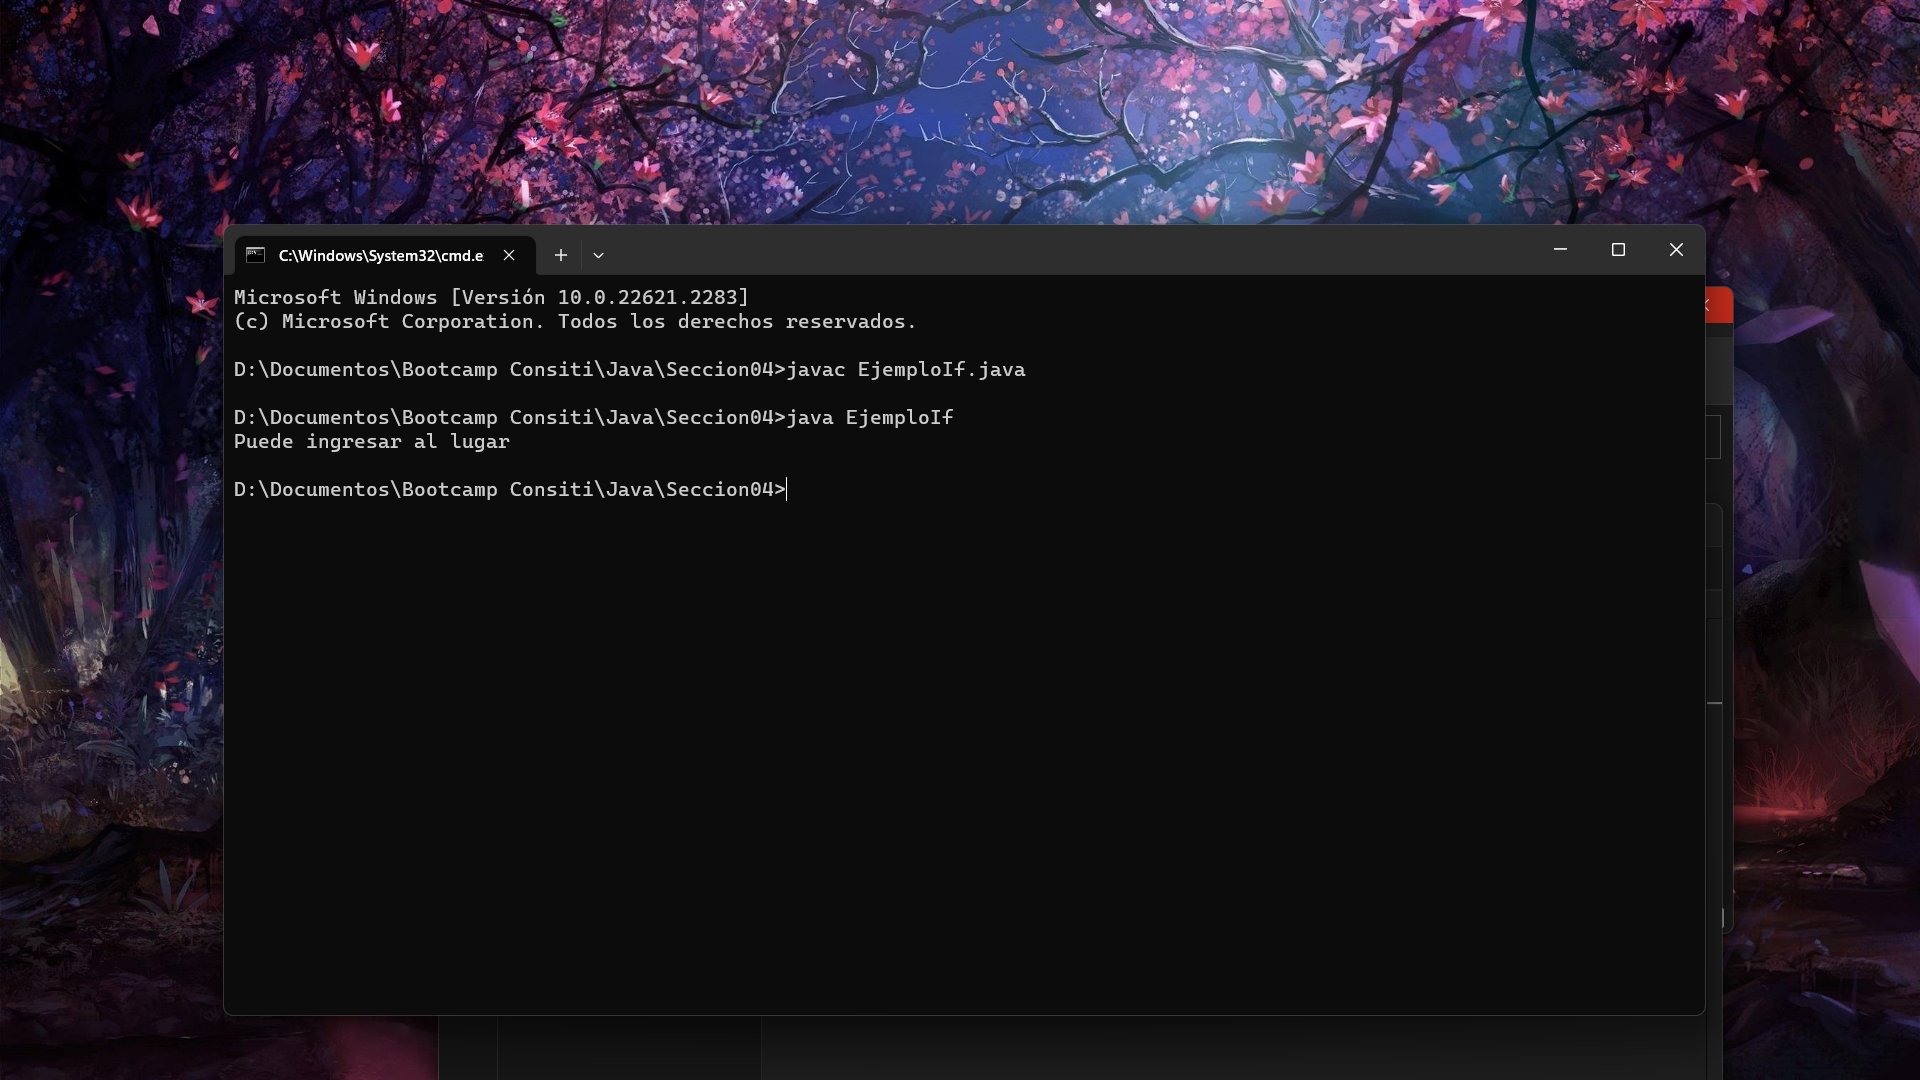 C:\Windows\System32\cmd.e
Microsoft Windows [Versión 10.0.22621.2283]
(c) Microsoft Corporation. Todos los derechos reservados.
D:\Documentos\Bootcamp Consiti\Java\Seccion04>javac EjemploIf.java
D:\Documentos\Bootcamp Consiti\Java\Seccion04>java EjemploIf
Puede ingresar al lugar
D:\Documentos\Bootcamp Consiti\Java\Seccion04>